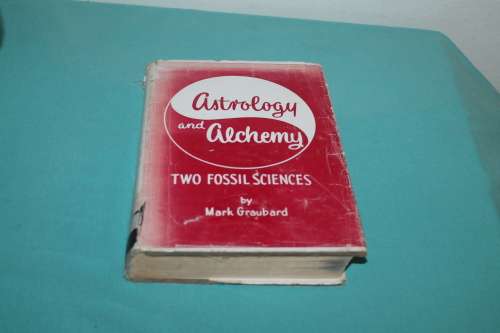 Astrology
and Alchemy
TWO FOSSIL SCIENCES
by
Mark Graubard